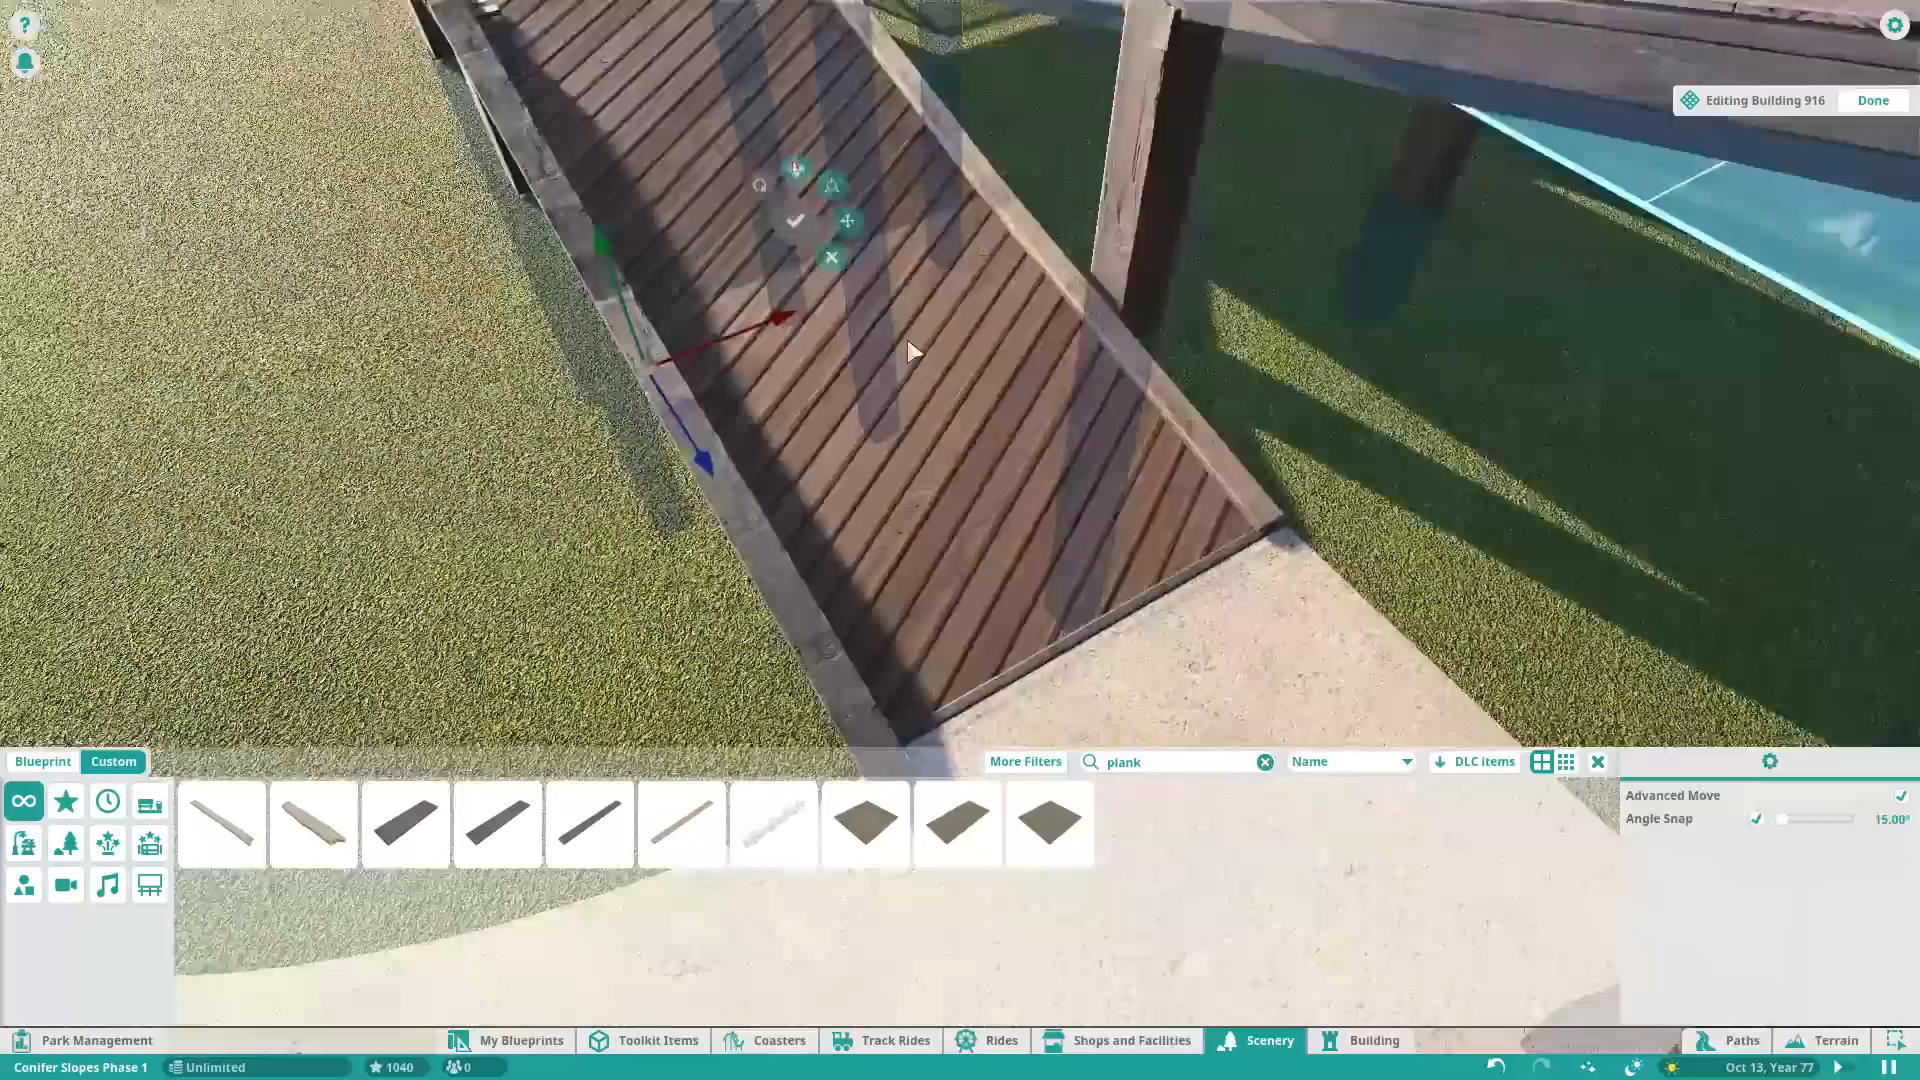 ?
Editing Building 916
Done
Blueprint
Custom
More Filters
plank
Name
DLC items
Advanced Move
Angle Snap
15.00°
Park Management
My Blueprints
Toolkit Items
Coasters
Track Rides
Rides
Shops and Facilities
Scenery
Building
Paths
Terrain
Conifer Slopes Phase 1
Unlimited
1040
0
Oct 13, Year 77